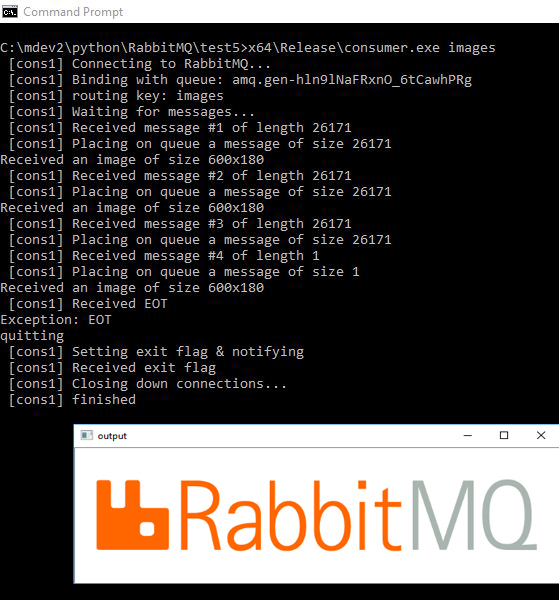 Command Prompt
C:\mdev2\python\RabbitMQ\test5>x64\Release\consumer.exe images
[cons1] Connecting to RabbitMQ...
[cons1] Binding with queue: amq.gen-hln9lNaFRxnO_6tCawhPRg
[cons1] routing key: images
[cons1] Waiting for messages...
[cons1] Received message #1 of length 26171
[cons1] Placing on queue a message of size 26171
Received an image of size 600x180
[cons1] Received message #2 of length 26171
[cons1] Placing on queue a message of size 26171
Received an image of size 600x180
[cons1] Received message #3 of length 26171
[cons1] Placing on queue a message of size 26171
[cons1] Received message #4 of length 1
[cons1] Placing on queue a message of size 1
Received an image of size 600x180
[cons1] Received EOT
Exception: EOT
quitting
[cons1] Setting exit flag & notifying
[cons1] Received exit flag
[cons1] Closing down connections...
[cons1] finished
output
RabbitMQ